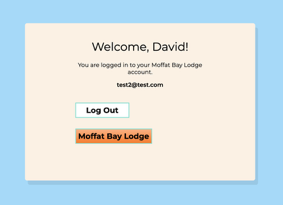 Welcome, David!
You are logged in to your Moffat Bay Lodge
account.
test2@test.com
Log Out
Moffat Bay Lodge